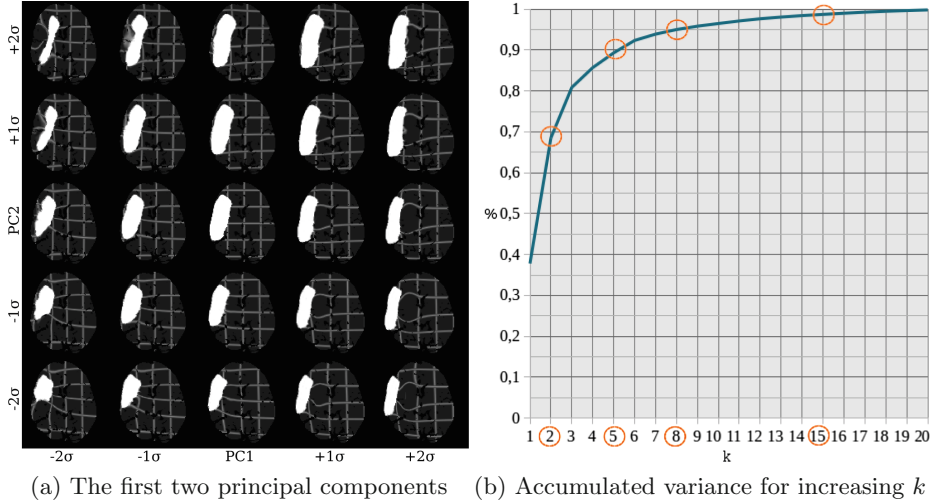 +2σ
+1σ
PC2
-1σ
-2σ
-2σ -1σ PC1 +1σ +2σ
(a) The first two principal components
1
0,9
0,8
0,7
% 0,5
0,4
0,3
0,2
0,1
0
1 2 3 4 5 6 7 8 9 10 11 12 13 14 15 16 17 18 19 20
k
(b) Accumulated variance for increasing k